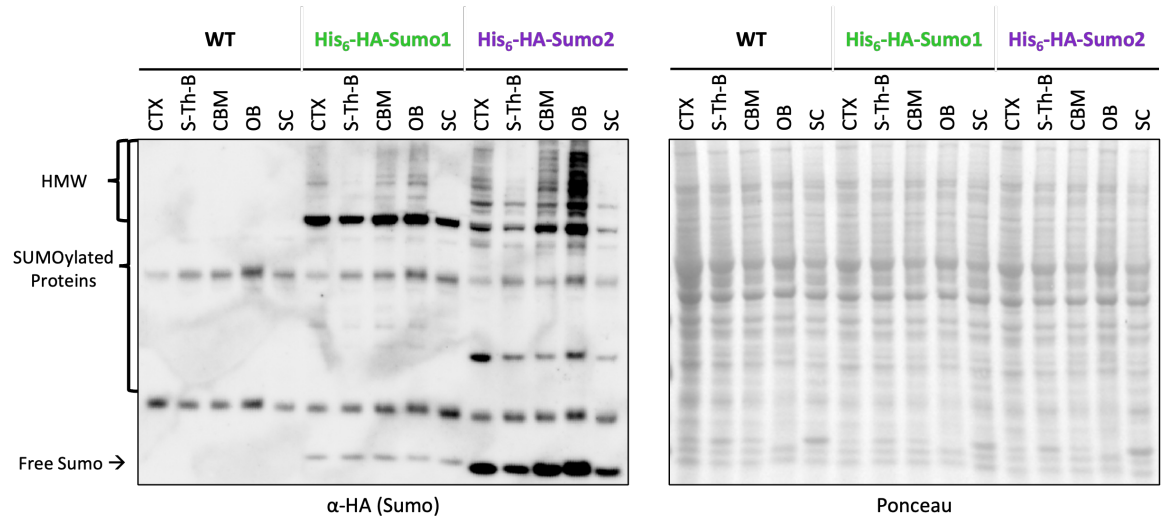 WT His₆-HA-Sumo1 His₆-HA-Sumo2 WT His₆-HA-Sumo1 His₆-HA-Sumo2
CTX S-Th-B CBM OB SC CTX S-Th-B CBM OB SC CTX S-Th-B CBM OB SC CTX S-Th-B CBM OB SC CTX S-Th-B CBM OB SC CTX S-Th-B CBM OB SC
HMW
SUMOylated
Proteins
Free Sumo →
α-HA (Sumo) Ponceau